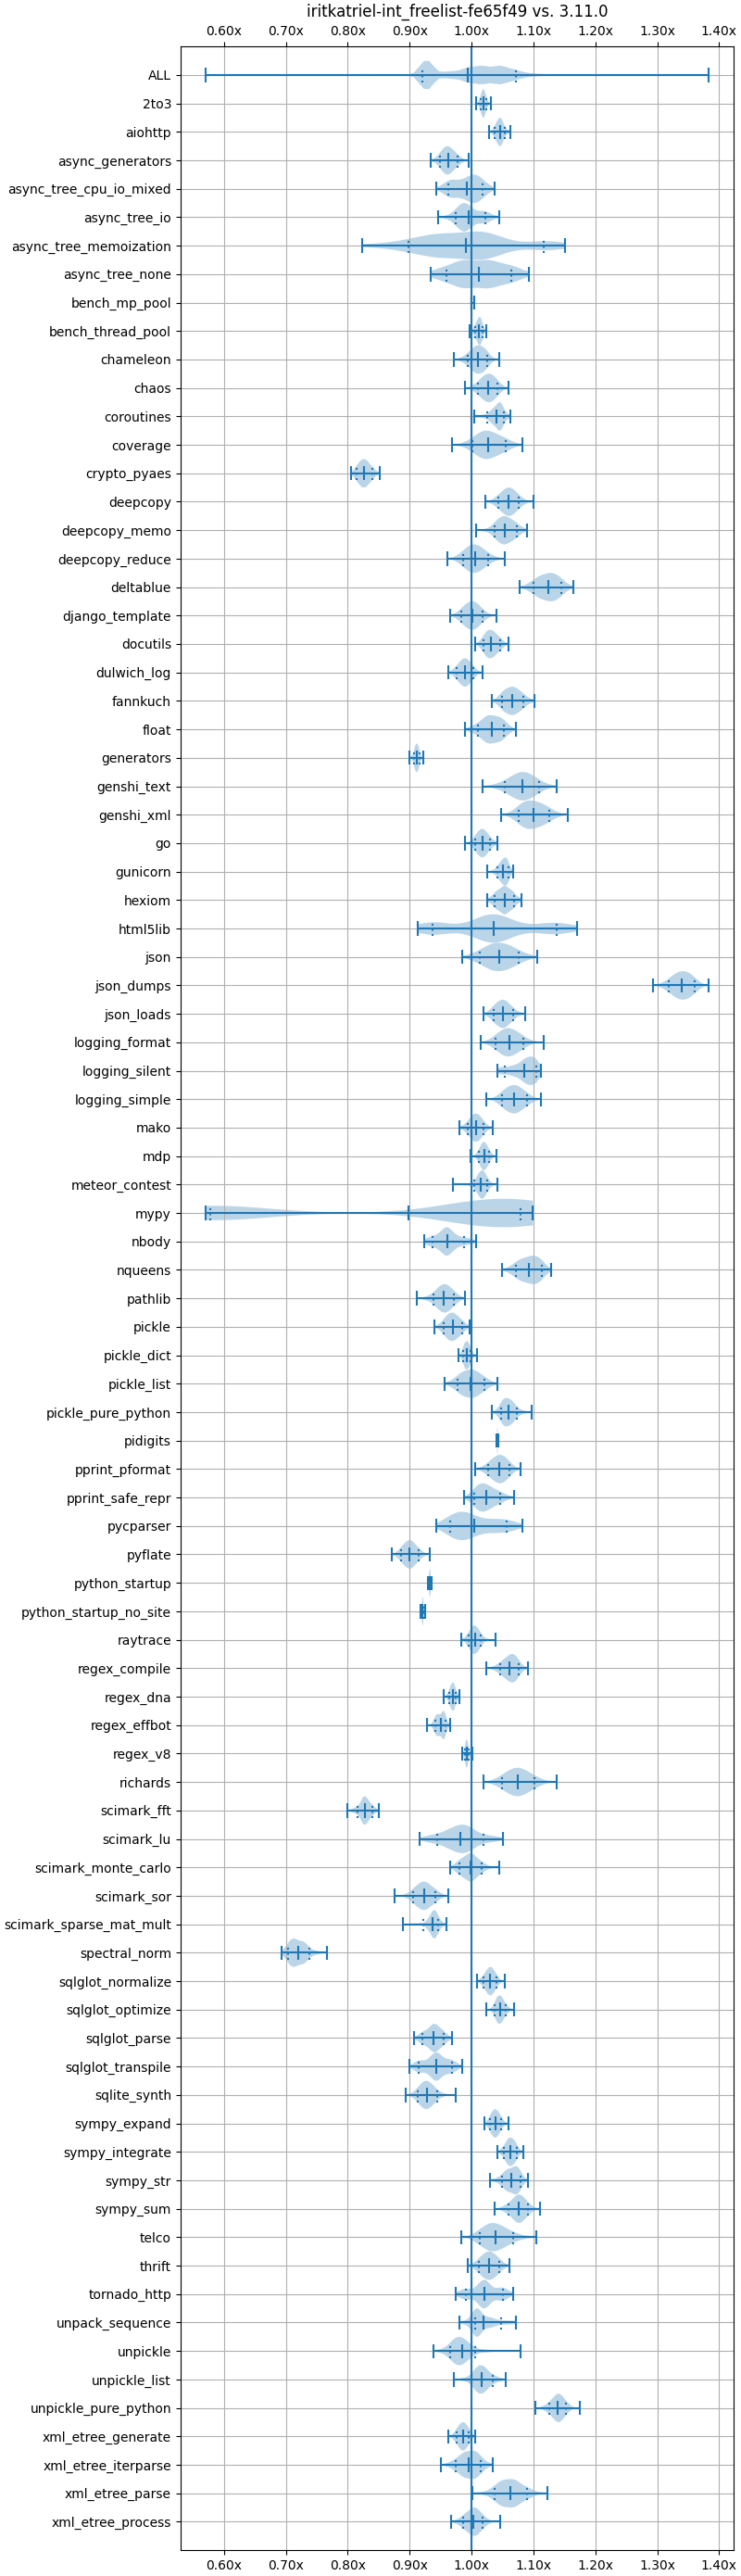 iritkatriel-int_freelist-fe65f49 vs. 3.11.0
0.60x 0.70x 0.80x 0.90x 1.00x 1.10x 1.20x 1.30x 1.40x
ALL
2to3
aiohttp
async_generators
async_tree_cpu_io_mixed
async_tree_io
async_tree_memoization
async_tree_none
bench_mp_pool
bench_thread_pool
chameleon
chaos
coroutines
coverage
crypto_pyaes
deepcopy
deepcopy_memo
deepcopy_reduce
deltablue
django_template
docutils
dulwich_log
fannkuch
float
generators
genshi_text
genshi_xml
go
gunicorn
hexiom
html5lib
json
json_dumps
json_loads
logging_format
logging_silent
logging_simple
mako
mdp
meteor_contest
mypy
nbody
nqueens
pathlib
pickle
pickle_dict
pickle_list
pickle_pure_python
pidigits
pprint_pformat
pprint_safe_repr
pycparser
pyflate
python_startup
python_startup_no_site
raytrace
regex_compile
regex_dna
regex_effbot
regex_v8
richards
scimark_fft
scimark_lu
scimark_monte_carlo
scimark_sor
scimark_sparse_mat_mult
spectral_norm
sqlglot_normalize
sqlglot_optimize
sqlglot_parse
sqlglot_transpile
sqlite_synth
sympy_expand
sympy_integrate
sympy_str
sympy_sum
telco
thrift
tornado_http
unpack_sequence
unpickle
unpickle_list
unpickle_pure_python
xml_etree_generate
xml_etree_iterparse
xml_etree_parse
xml_etree_process
0.60x 0.70x 0.80x 0.90x 1.00x 1.10x 1.20x 1.30x 1.40x